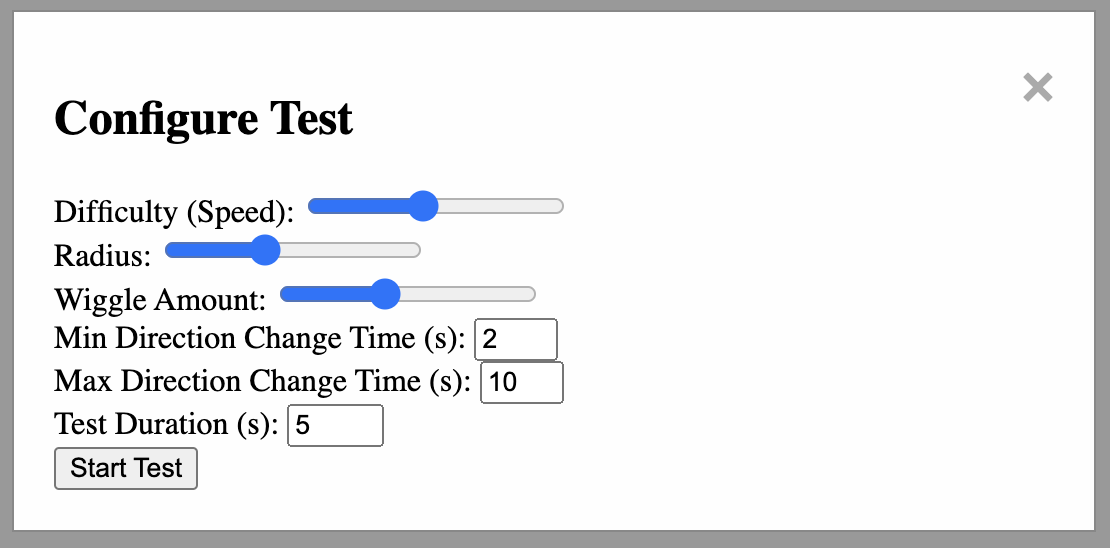 ×
Configure Test
Difficulty (Speed):
Radius:
Wiggle Amount:
Min Direction Change Time (s): 2
Max Direction Change Time (s): 10
Test Duration (s): 5
Start Test